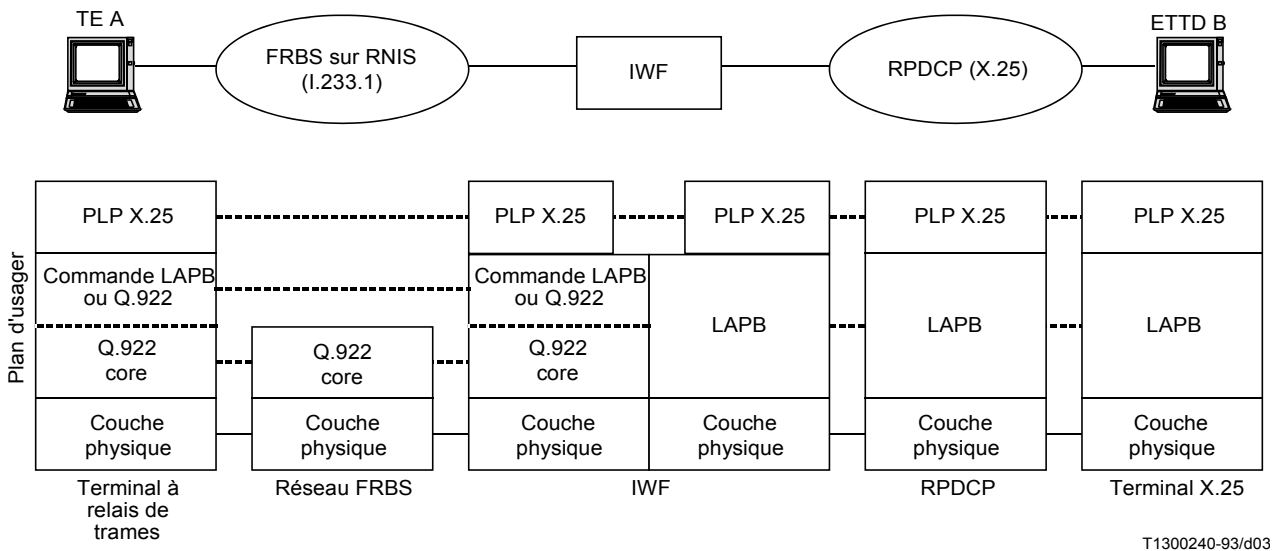 TE A
ETTD B
FRBS sur RNIS
(I.233.1)
IWF
RPDCP (X.25)
Plan d'usager
PLP X.25
PLP X.25
PLP X.25
PLP X.25
PLP X.25
Commande LAPB
ou Q.922
Commande LAPB
ou Q.922
LAPB
LAPB
LAPB
Q.922
core
Q.922
core
Q.922
core
Couche
physique
Couche
physique
Couche
physique
Couche
physique
Couche
physique
Couche
physique
Terminal à
relais de
trames
Réseau FRBS
IWF
RPDCP
Terminal X.25
T1300240-93/d03